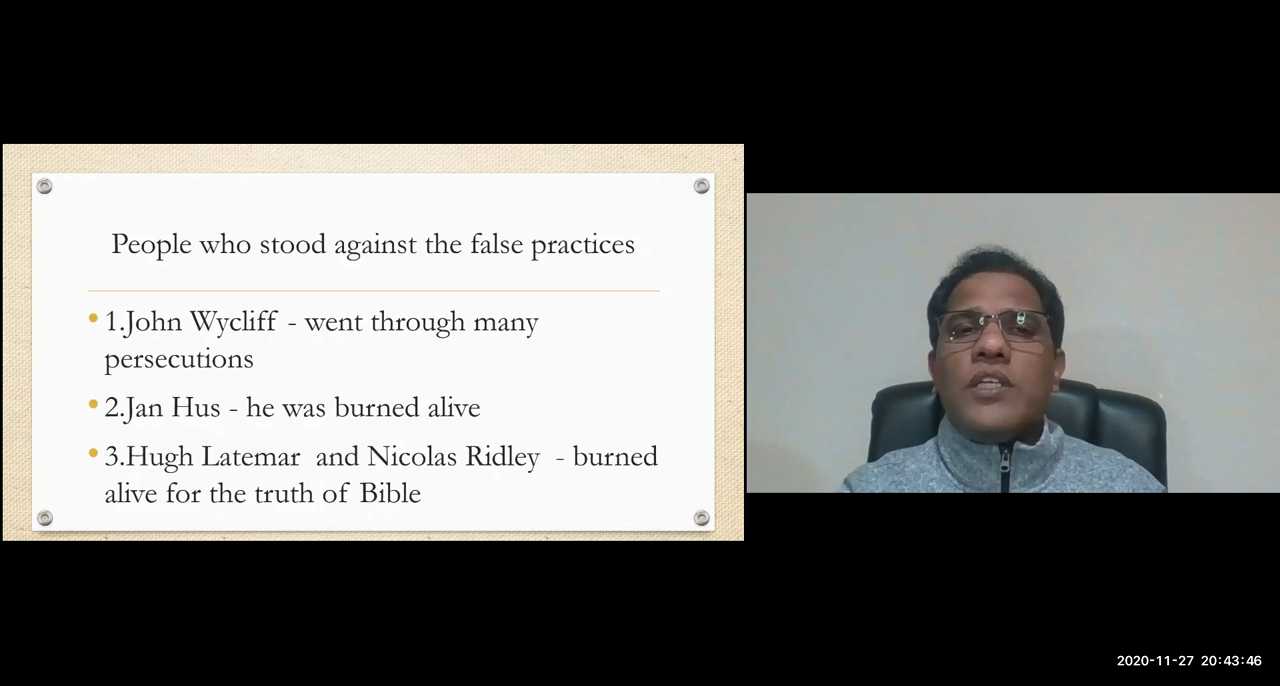 People who stood against the false practices
1.John Wycliff - went through many
persecutions
2.Jan Hus - he was burned alive
3.Hugh Latemar and Nicolas Ridley - burned
alive for the truth of Bible
2020-11-27 20:43:46